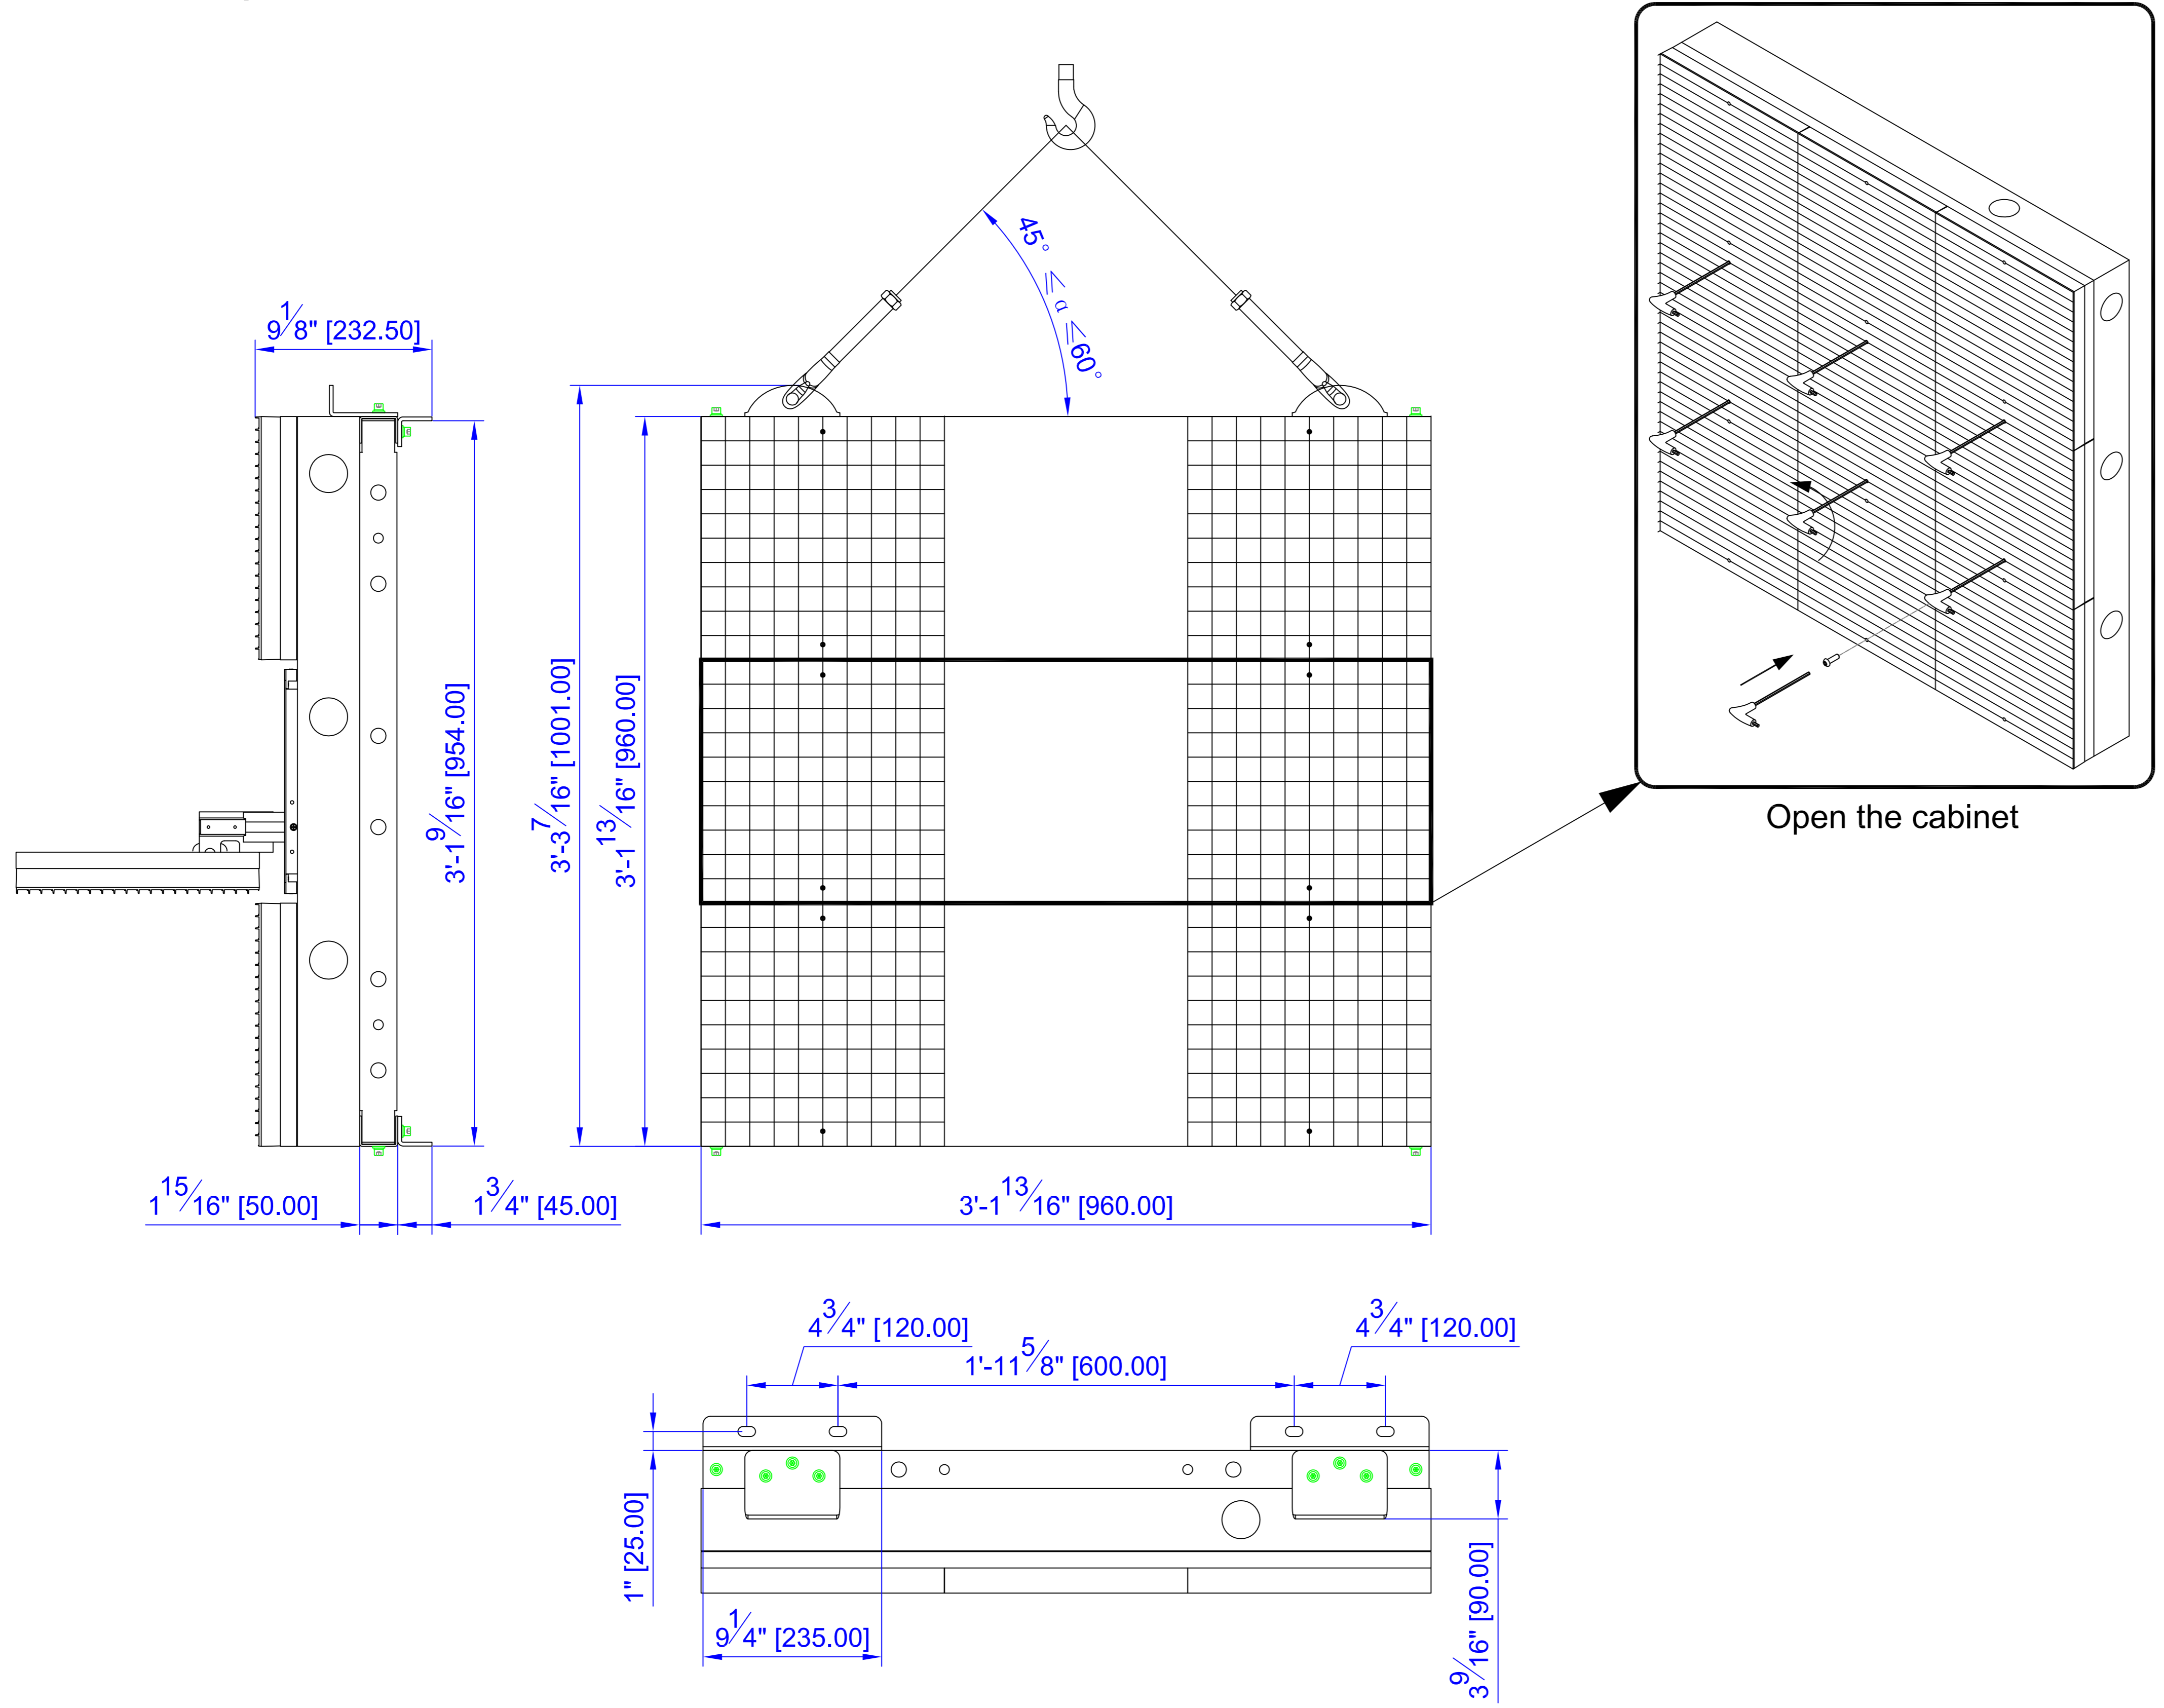 45° ≤ α ≤60°
9 1/8" [232.50]
3'-1 9/16" [954.00]
3'-3 7/16" [1001.00]
3'-1 13/16" [960.00]
Open the cabinet
1 15/16" [50.00]
1 3/4" [45.00]
3'-1 13/16" [960.00]
4 3/4" [120.00]
1'-11 5/8" [600.00]
4 3/4" [120.00]
1" [25.00]
9 1/4" [235.00]
3 9/16" [90.00]